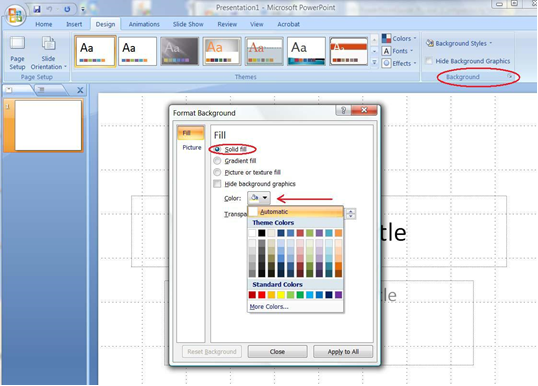 Presentation1 - Microsoft PowerPoint
Home Insert Design Animations Slide Show Review View Acrobat
Page Setup
Slide Orientation
Aa Aa Aa Aa Aa Aa
Colors
Fonts
Effects
Background Styles
Hide Background Graphics
Page Setup Themes Background
1
Format Background
Fill
Picture
Fill
Solid fill
Gradient fill
Picture or texture fill
Hide background graphics
Color:
Transpa
Automatic
Theme Colors
Standard Colors
More Colors...
tle
tle
Reset Background Close Apply to All